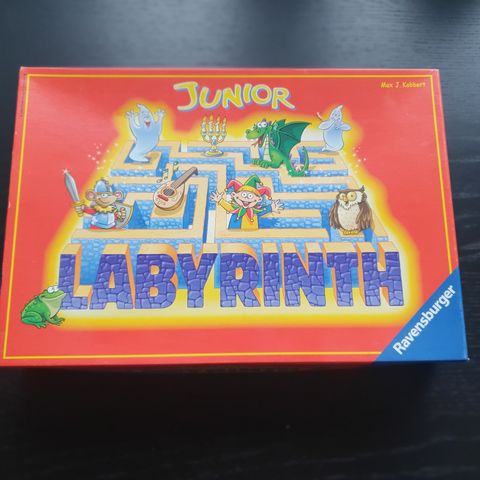 JUNIOR
Max J. Kobbert
LABYRINTH
Ravensburger